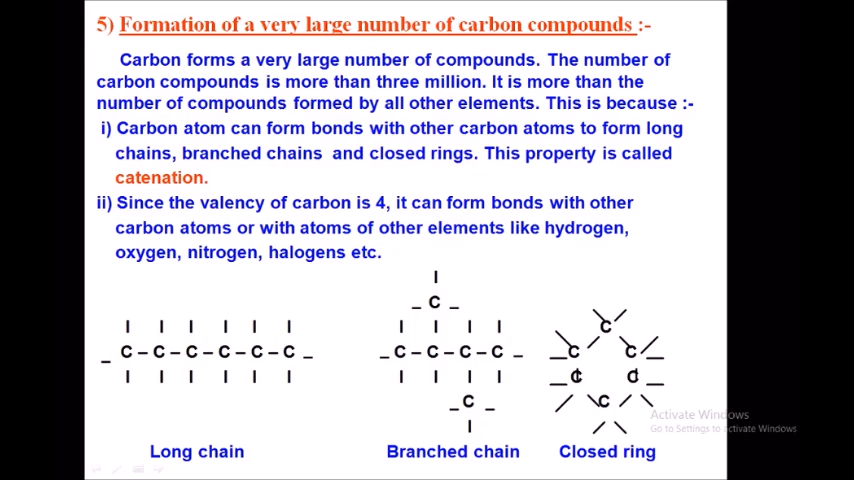 5) Formation of a very large number of carbon compounds :-
Carbon forms a very large number of compounds. The number of
carbon compounds is more than three million. It is more than the
number of compounds formed by all other elements. This is because :-
i) Carbon atom can form bonds with other carbon atoms to form long
chains, branched chains and closed rings. This property is called
catenation.
ii) Since the valency of carbon is 4, it can form bonds with other
carbon atoms or with atoms of other elements like hydrogen,
oxygen, nitrogen, halogens etc.
I
– C –
I I I I I I
– C – C – C – C – C – C –
I I I I I I
I I I I
– C – C – C – C –
I I I I
– C –
I
C
C C
C C
C
Long chain
Branched chain
Closed ring
Activate Windows
Go to Settings to activate Windows